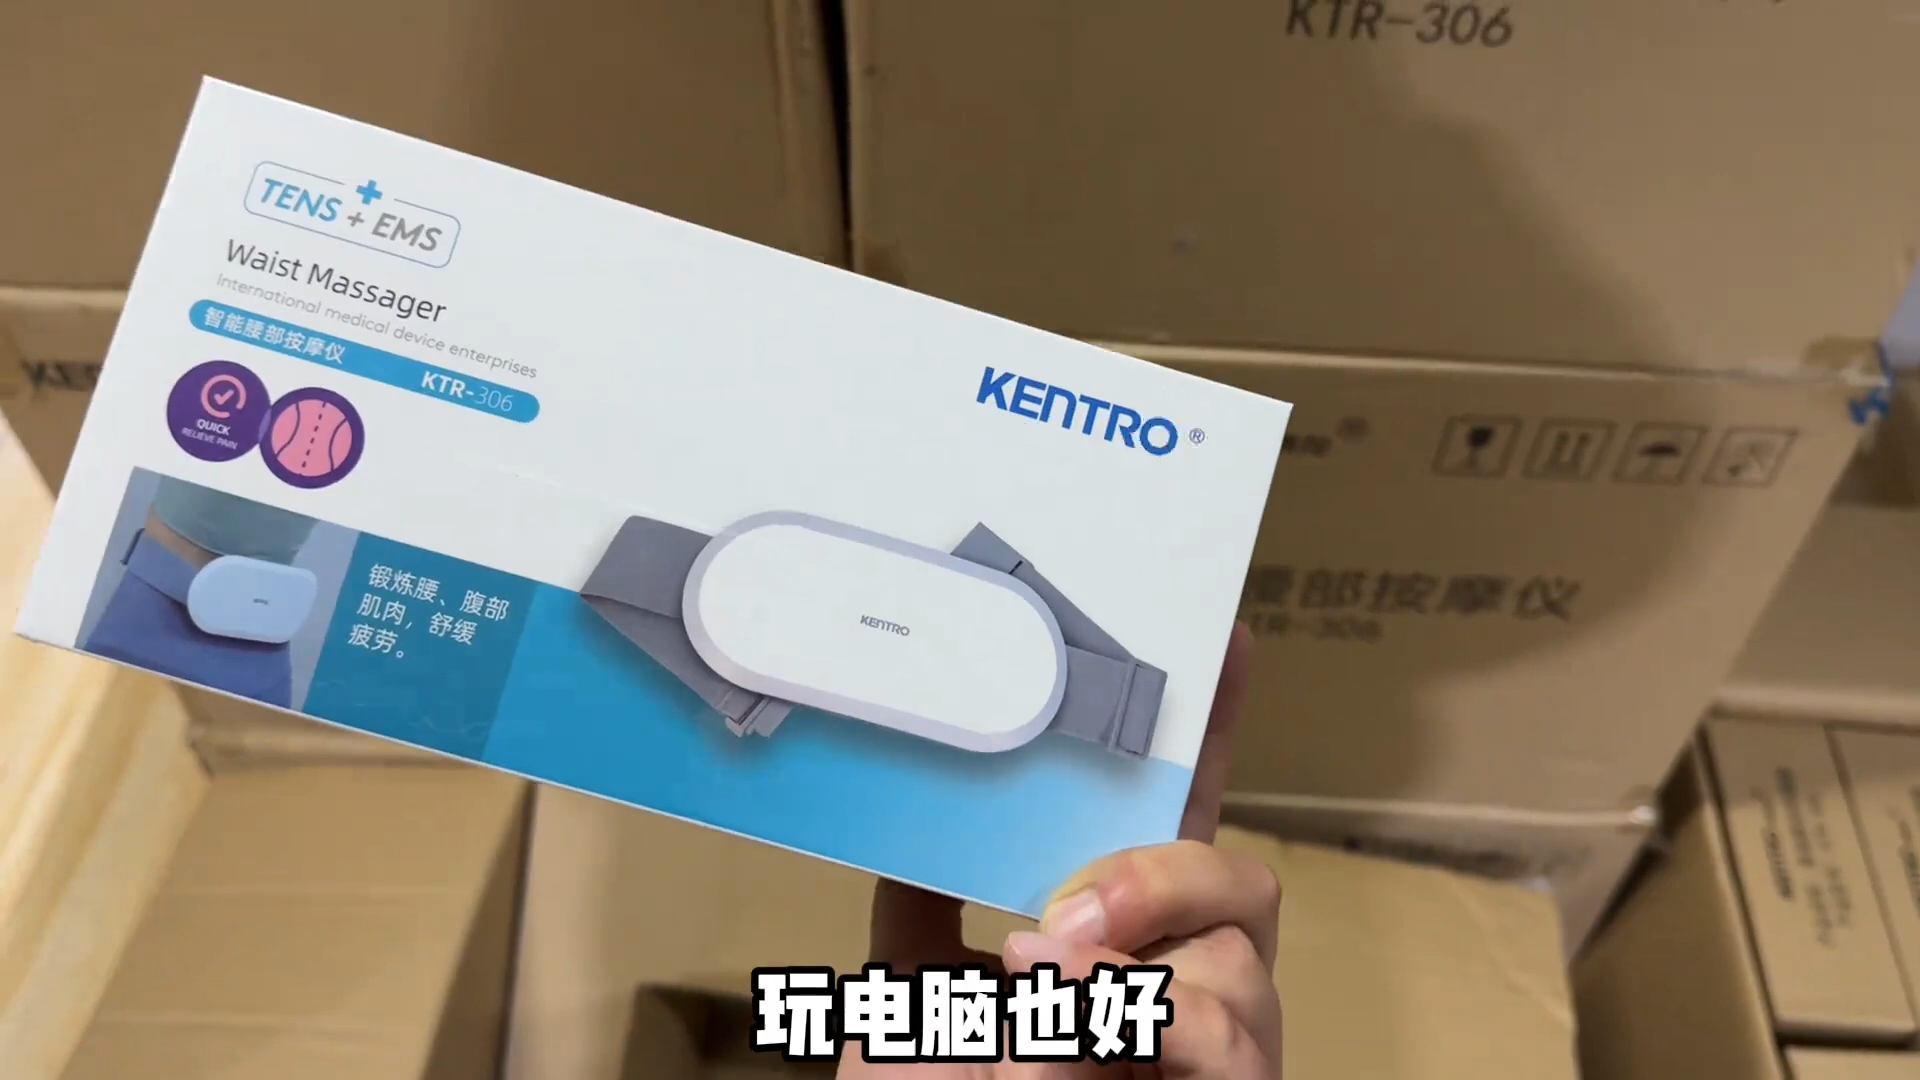 KTR-306
TENS + EMS
Waist Massager
International medical device enterprises
智能腰部按摩仪 KTR-306
QUICK
RELIEVE PAIN
KENTRO ®
KENTRO
锻炼腰、腹部
肌肉，舒缓
疲劳。
腰部按摩仪
KTR-306
玩电脑也好